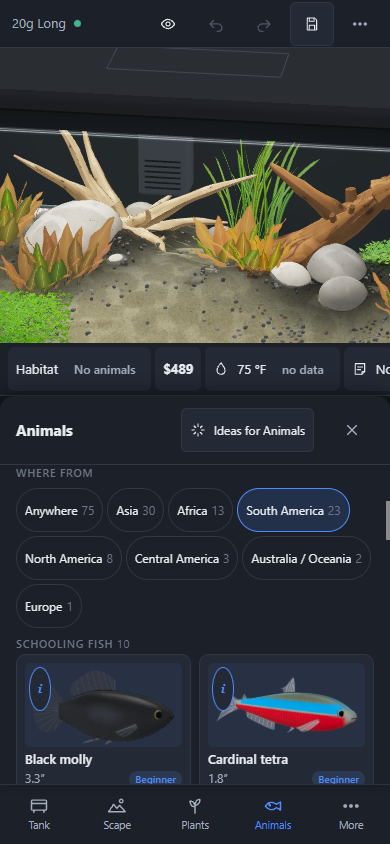 20g Long
Habitat No animals $489 75 °F no data No
Animals Ideas for Animals
WHERE FROM
Anywhere 75 Asia 30 Africa 13 South America 23
North America 8 Central America 3 Australia / Oceania 2
Europe 1
SCHOOLING FISH 10
i i
Black molly Cardinal tetra
3.3" Beginner 1.8" Beginner
Tank Scape Plants Animals More